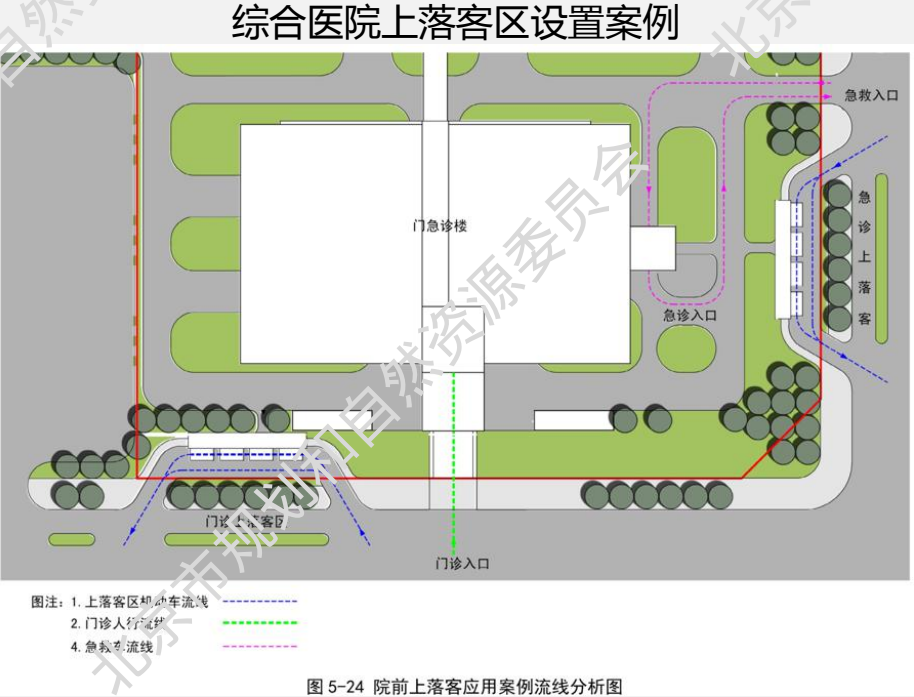 综合医院上落客区设置案例
急救入口
门急诊楼
急诊上落客
急诊入口
门诊上落客区
门诊入口
图注：1.上落客区机动车流线
2.门诊人行流线
4.急救车流线
图 5-24 院前上落客应用案例流线分析图
北京市规划和自然资源委员会
自然
北京